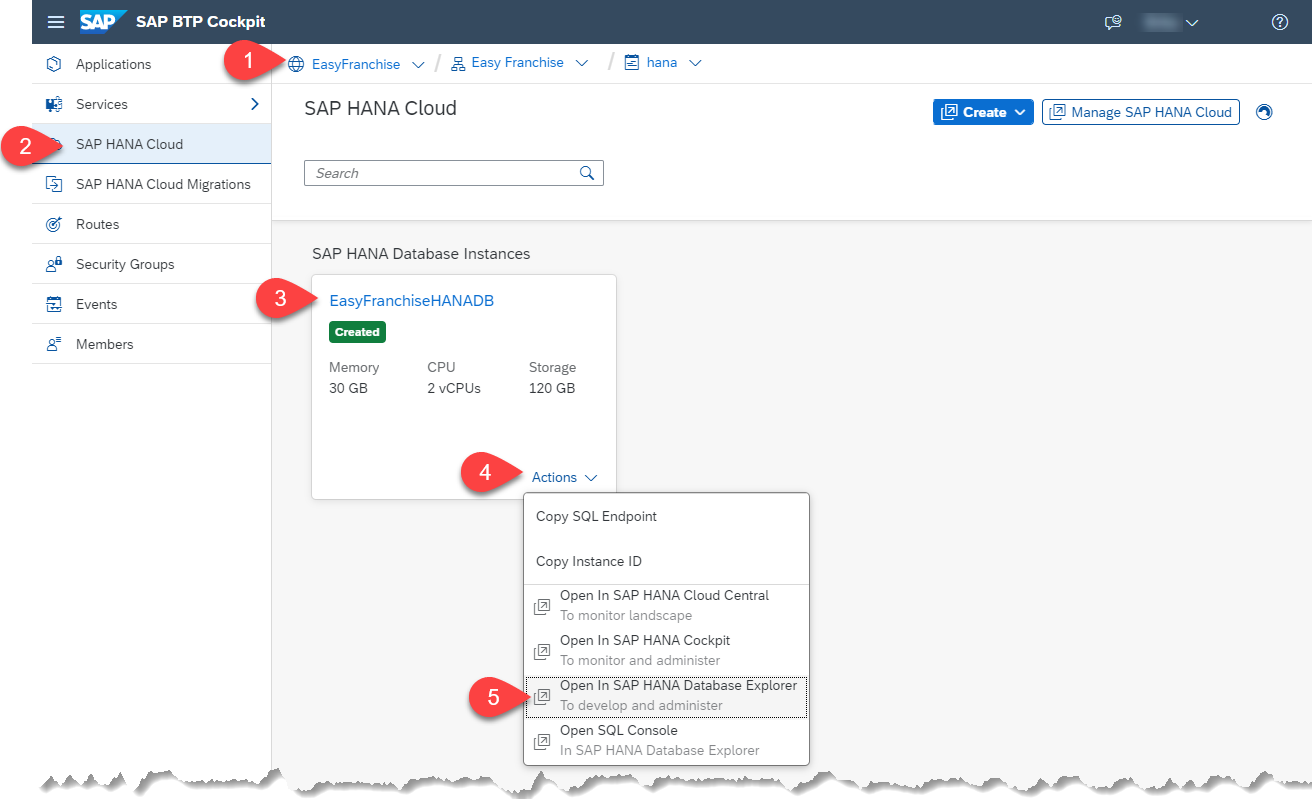 SAP SAP BTP Cockpit
1 EasyFranchise / Easy Franchise / hana
Applications
Services
2 SAP HANA Cloud
SAP HANA Cloud Migrations
Routes
Security Groups
Events
Members
SAP HANA Cloud
Create
Manage SAP HANA Cloud
Search
SAP HANA Database Instances
3 EasyFranchiseHANADB
Created
Memory CPU Storage
30 GB 2 vCPUs 120 GB
4 Actions
Copy SQL Endpoint
Copy Instance ID
Open In SAP HANA Cloud Central
To monitor landscape
Open In SAP HANA Cockpit
To monitor and administer
5 Open In SAP HANA Database Explorer
To develop and administer
Open SQL Console
In SAP HANA Database Explorer